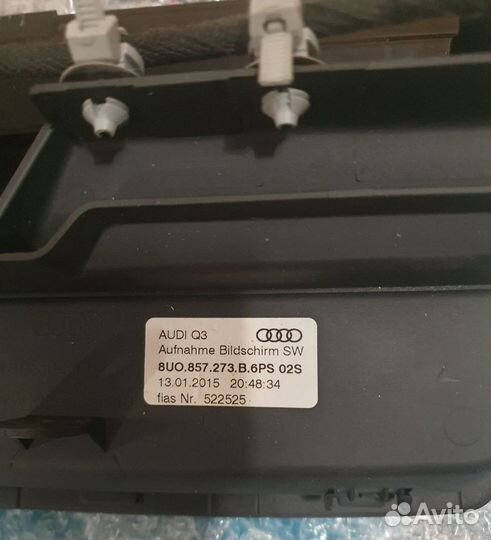 AUDI Q3
Aufnahme Bildschirm SW
8UO.857.273.B.6PS 02S
13.01.2015 20:48:34
fias Nr. 522525
Avito